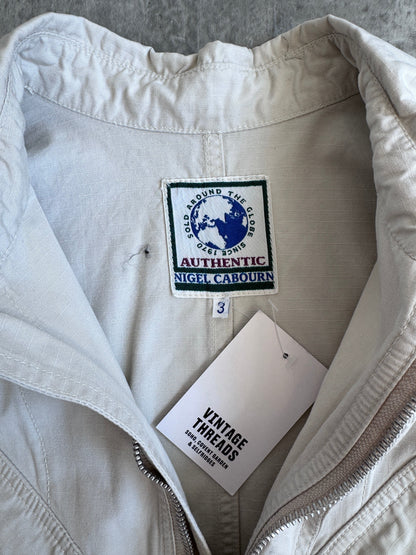 SOLD AROUND THE GLOBE SINCE 1970
AUTHENTIC
NIGEL CABOURN
3
VINTAGE
THREADS
SOHO, COVENT GARDEN
& SELFRIDGES